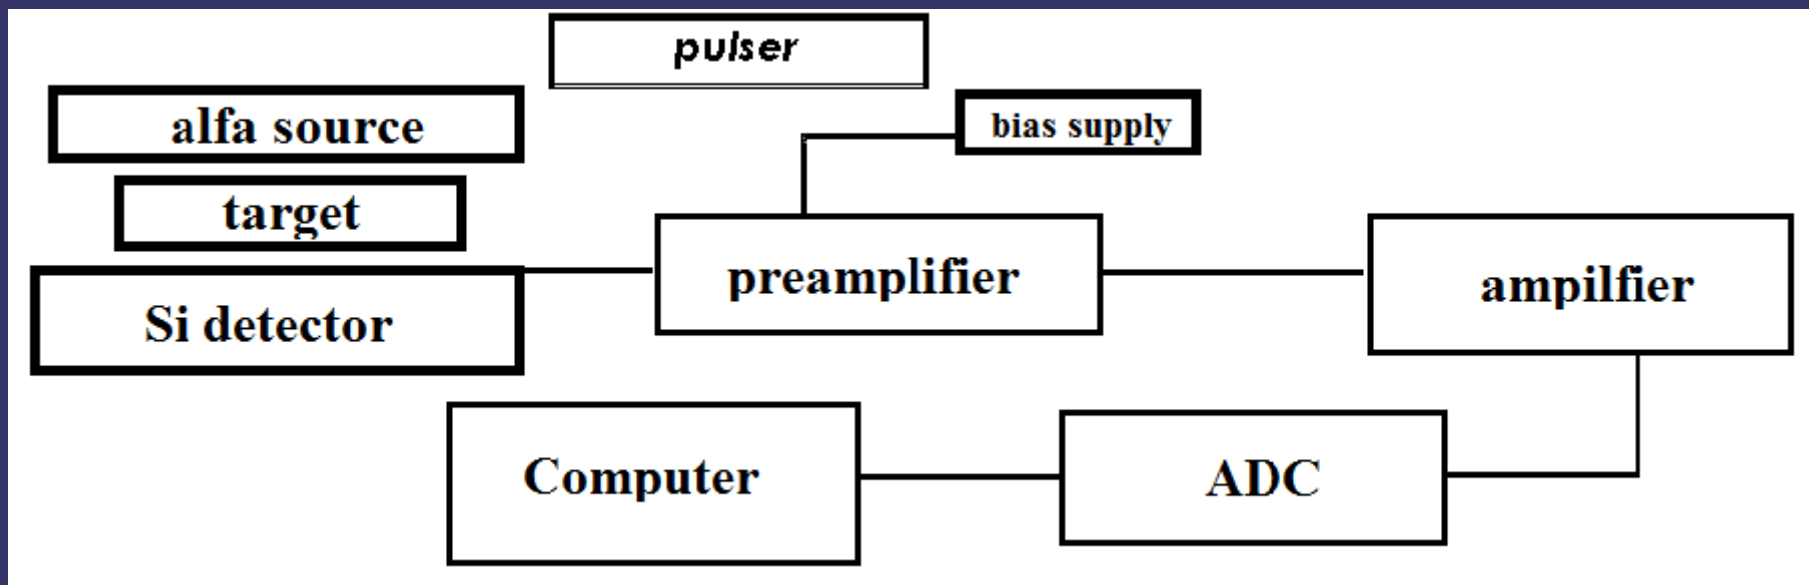 pulser
alfa source
bias supply
target
preamplifier
ampilfier
Si detector
Computer
ADC